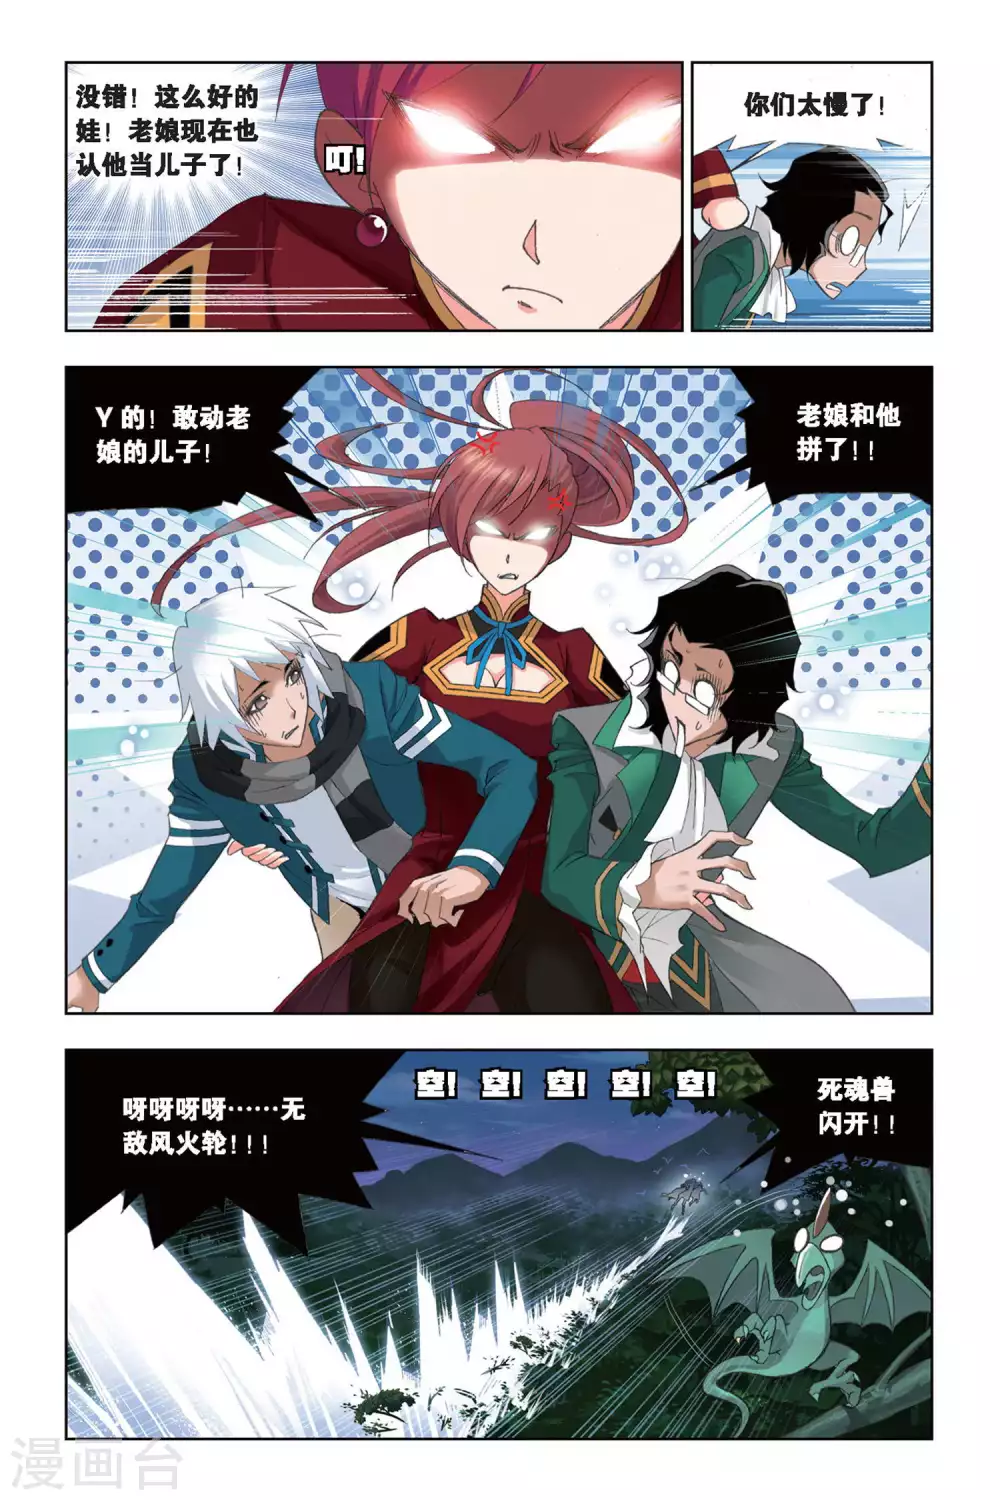 没错！这么好的
娃！老娘现在也
认他当儿子了！
叮！
你们太慢了！
Y的！敢动老
娘的儿子！
老娘和他
拼了！！
呀呀呀呀……无
敌风火轮！！！
空！空！空！空！空！
死魂兽
闪开！！
漫画台